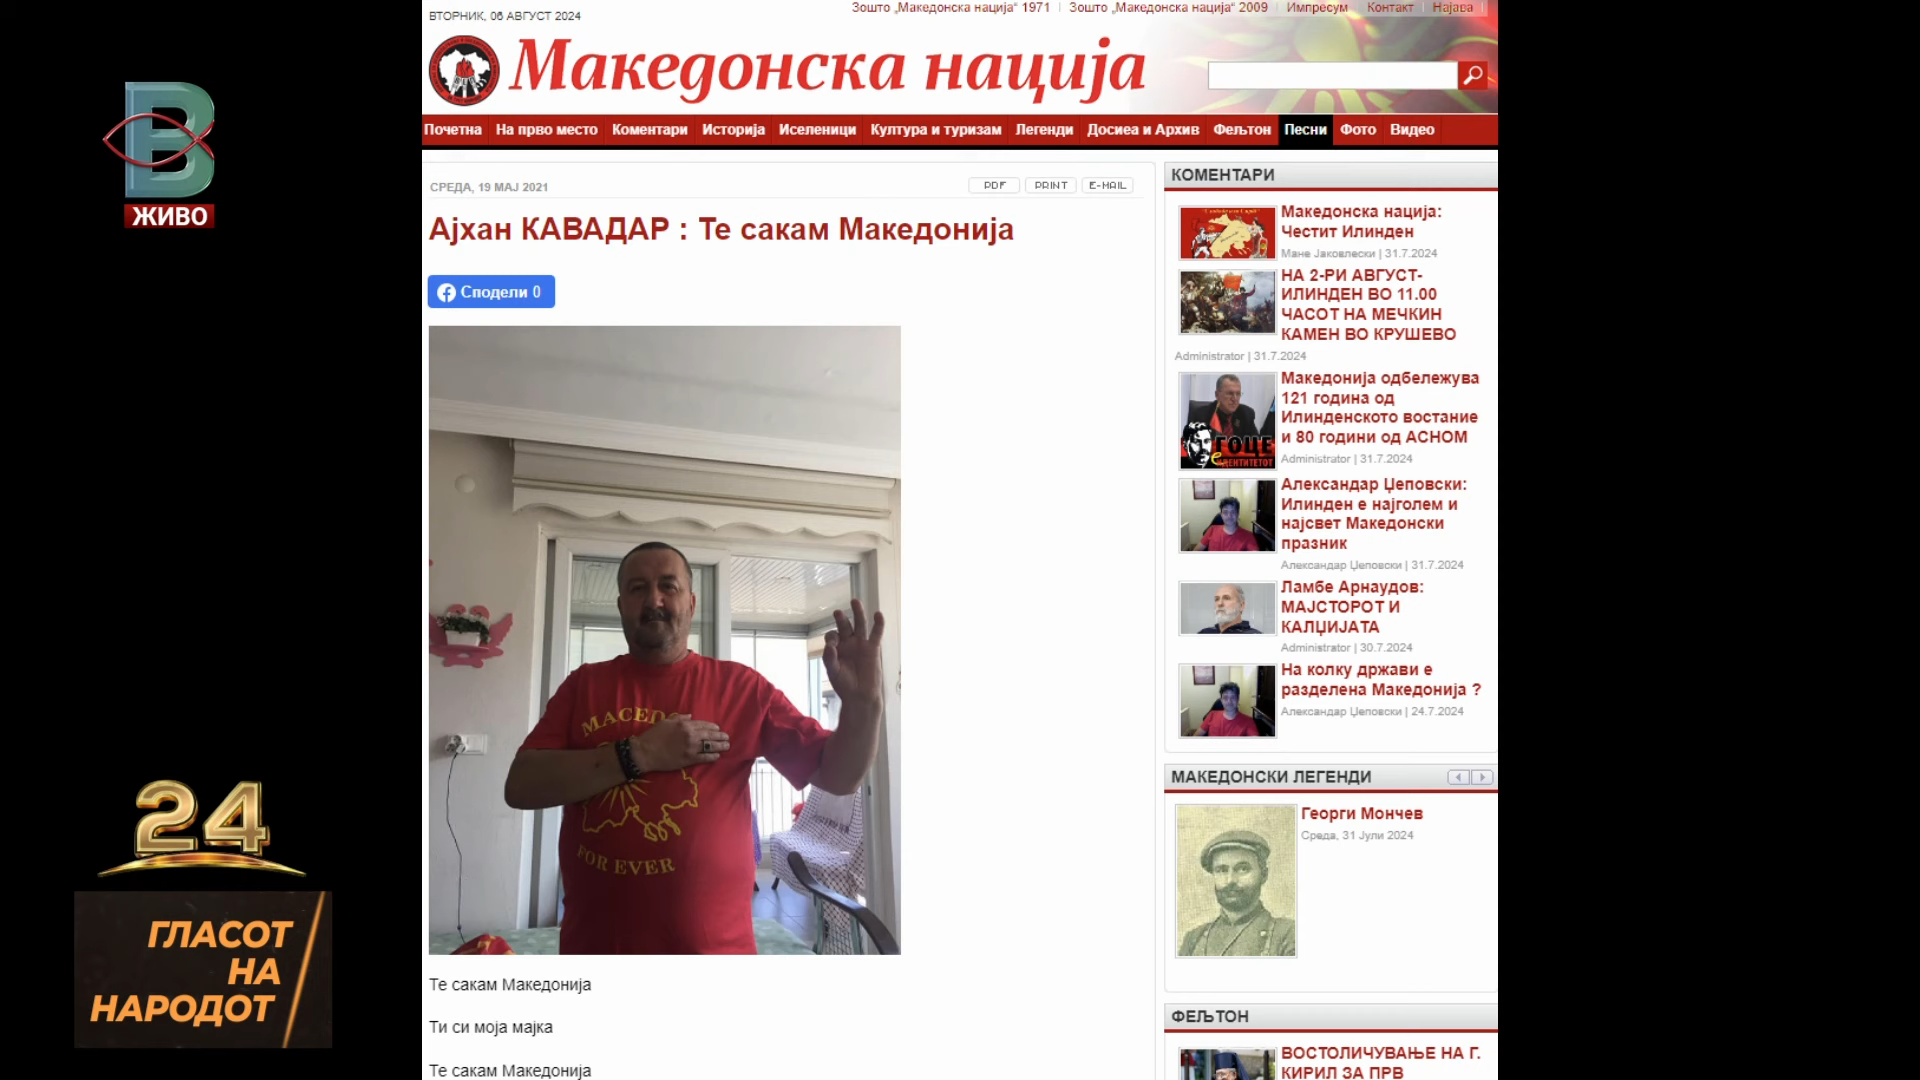 ВТОРНИК, 06 АВГУСТ 2024
Зошто „Македонска нација“ 1971
Зошто „Македонска нација“ 2009
Импресум
Контакт
Најава
Македонска нација
Почетна
На прво место
Коментари
Историја
Иселеници
Култура и туризам
Легенди
Досиеа и Архив
Фељтон
Песни
Фото
Видео
B
ЖИВО
СРЕДА, 19 МАЈ 2021
PDF
PRINT
E-MAIL
Ајхан КАВАДАР : Те сакам Македонија
Сподели 0
MACEDO
FOR EVER
Те сакам Македонија
Ти си моја мајка
Те сакам Македонија
КОМЕНТАРИ
Македонска нација:
Честит Илинден
Мане Јаковлески | 31.7.2024
НА 2-РИ АВГУСТ-
ИЛИНДЕН ВО 11.00
ЧАСОТ НА МЕЧКИН
КАМЕН ВО КРУШЕВО
Administrator | 31.7.2024
ГОЦЕ
е
ИДЕНТИТЕТОТ
Македонија одбележува
121 година од
Илинденското востание
и 80 години од АСНОМ
Administrator | 31.7.2024
Александар Џеповски:
Илинден е најголем и
најсвет Македонски
празник
Александар Џеповски | 31.7.2024
Ламбе Арнаудов:
МАЈСТОРОТ И
КАЛЏИЈАТА
Administrator | 30.7.2024
На колку држави е
разделена Македонија ?
Александар Џеповски | 24.7.2024
МАКЕДОНСКИ ЛЕГЕНДИ
Георги Мончев
Среда, 31 Јули 2024
ФЕЉТОН
ВОСТОЛИЧУВАЊЕ НА Г.
КИРИЛ ЗА ПРВ
24
ГЛАСОТ
НА
НАРОДОТ